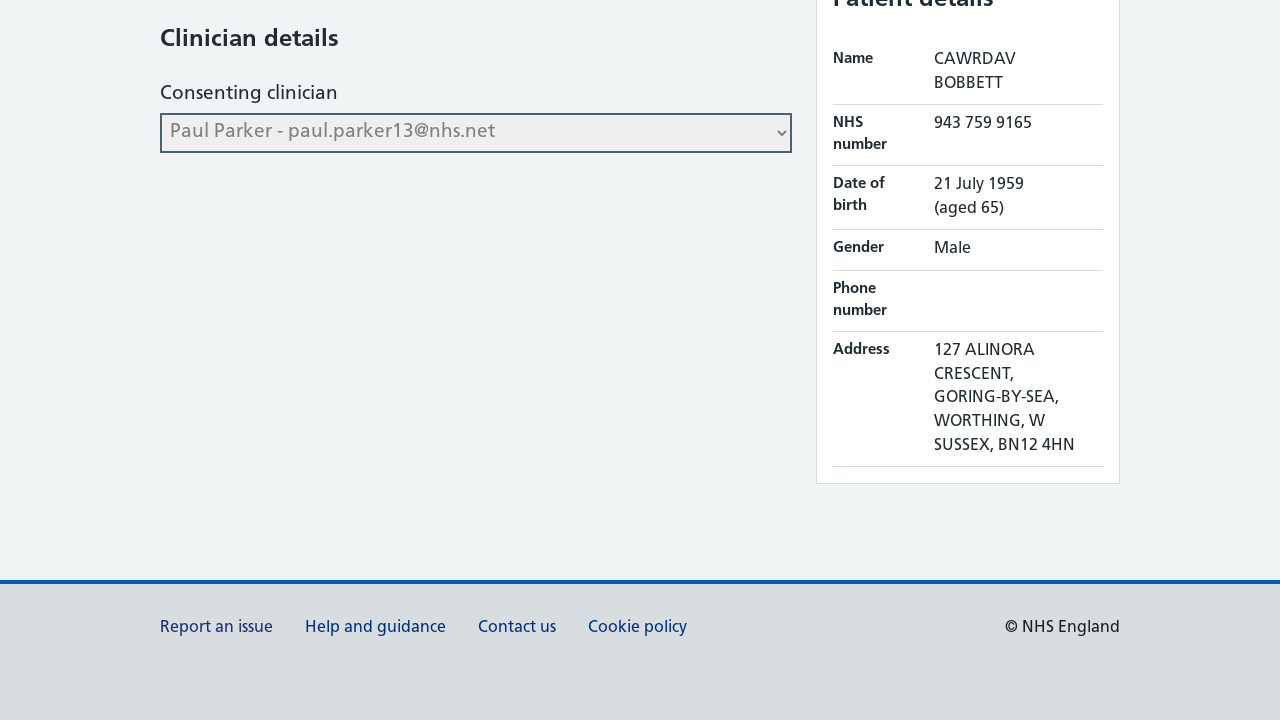 Clinician details
Consenting clinician
Paul Parker - paul.parker13@nhs.net
Patient details
Name
CAWRDAV
BOBBETT
NHS
number
943 759 9165
Date of
birth
21 July 1959
(aged 65)
Gender
Male
Phone
number
Address
127 ALINORA
CRESCENT,
GORING-BY-SEA,
WORTHING, W
SUSSEX, BN12 4HN
Report an issue
Help and guidance
Contact us
Cookie policy
© NHS England